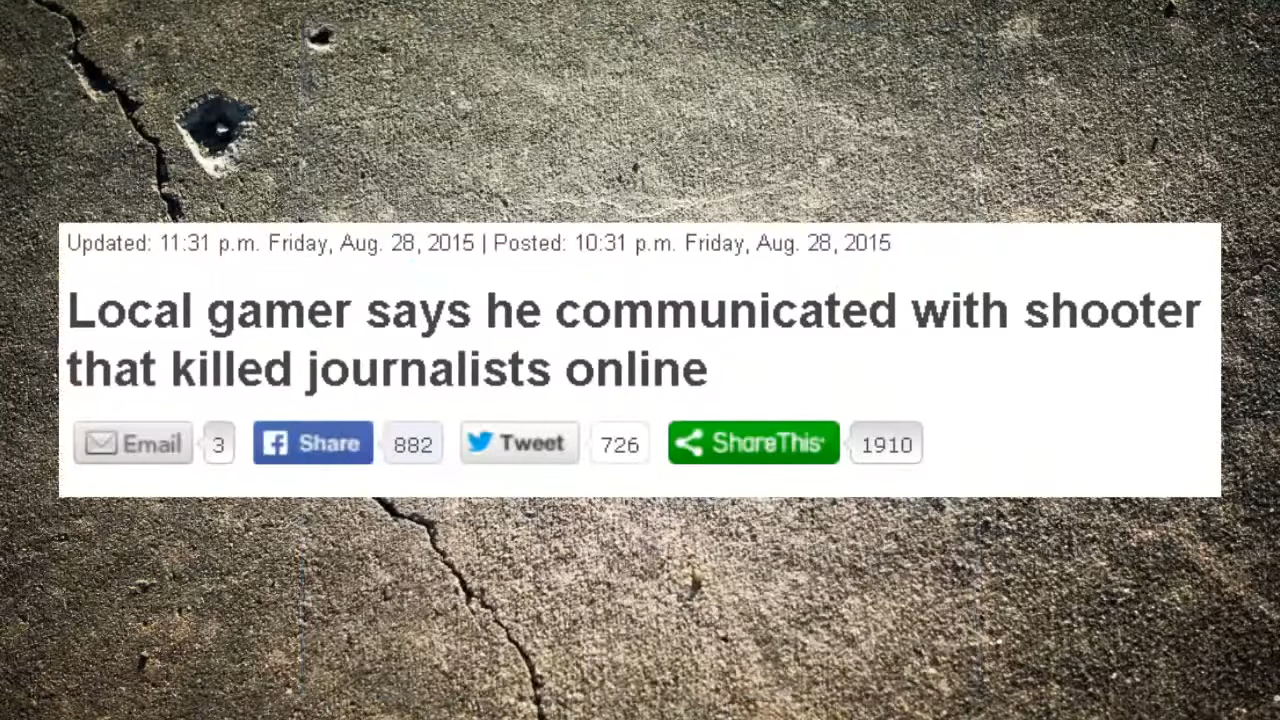 Updated: 11:31 p.m. Friday, Aug. 28, 2015 | Posted: 10:31 p.m. Friday, Aug. 28, 2015
Local gamer says he communicated with shooter
that killed journalists online
Email 3 Share 882 Tweet 726 ShareThis 1910